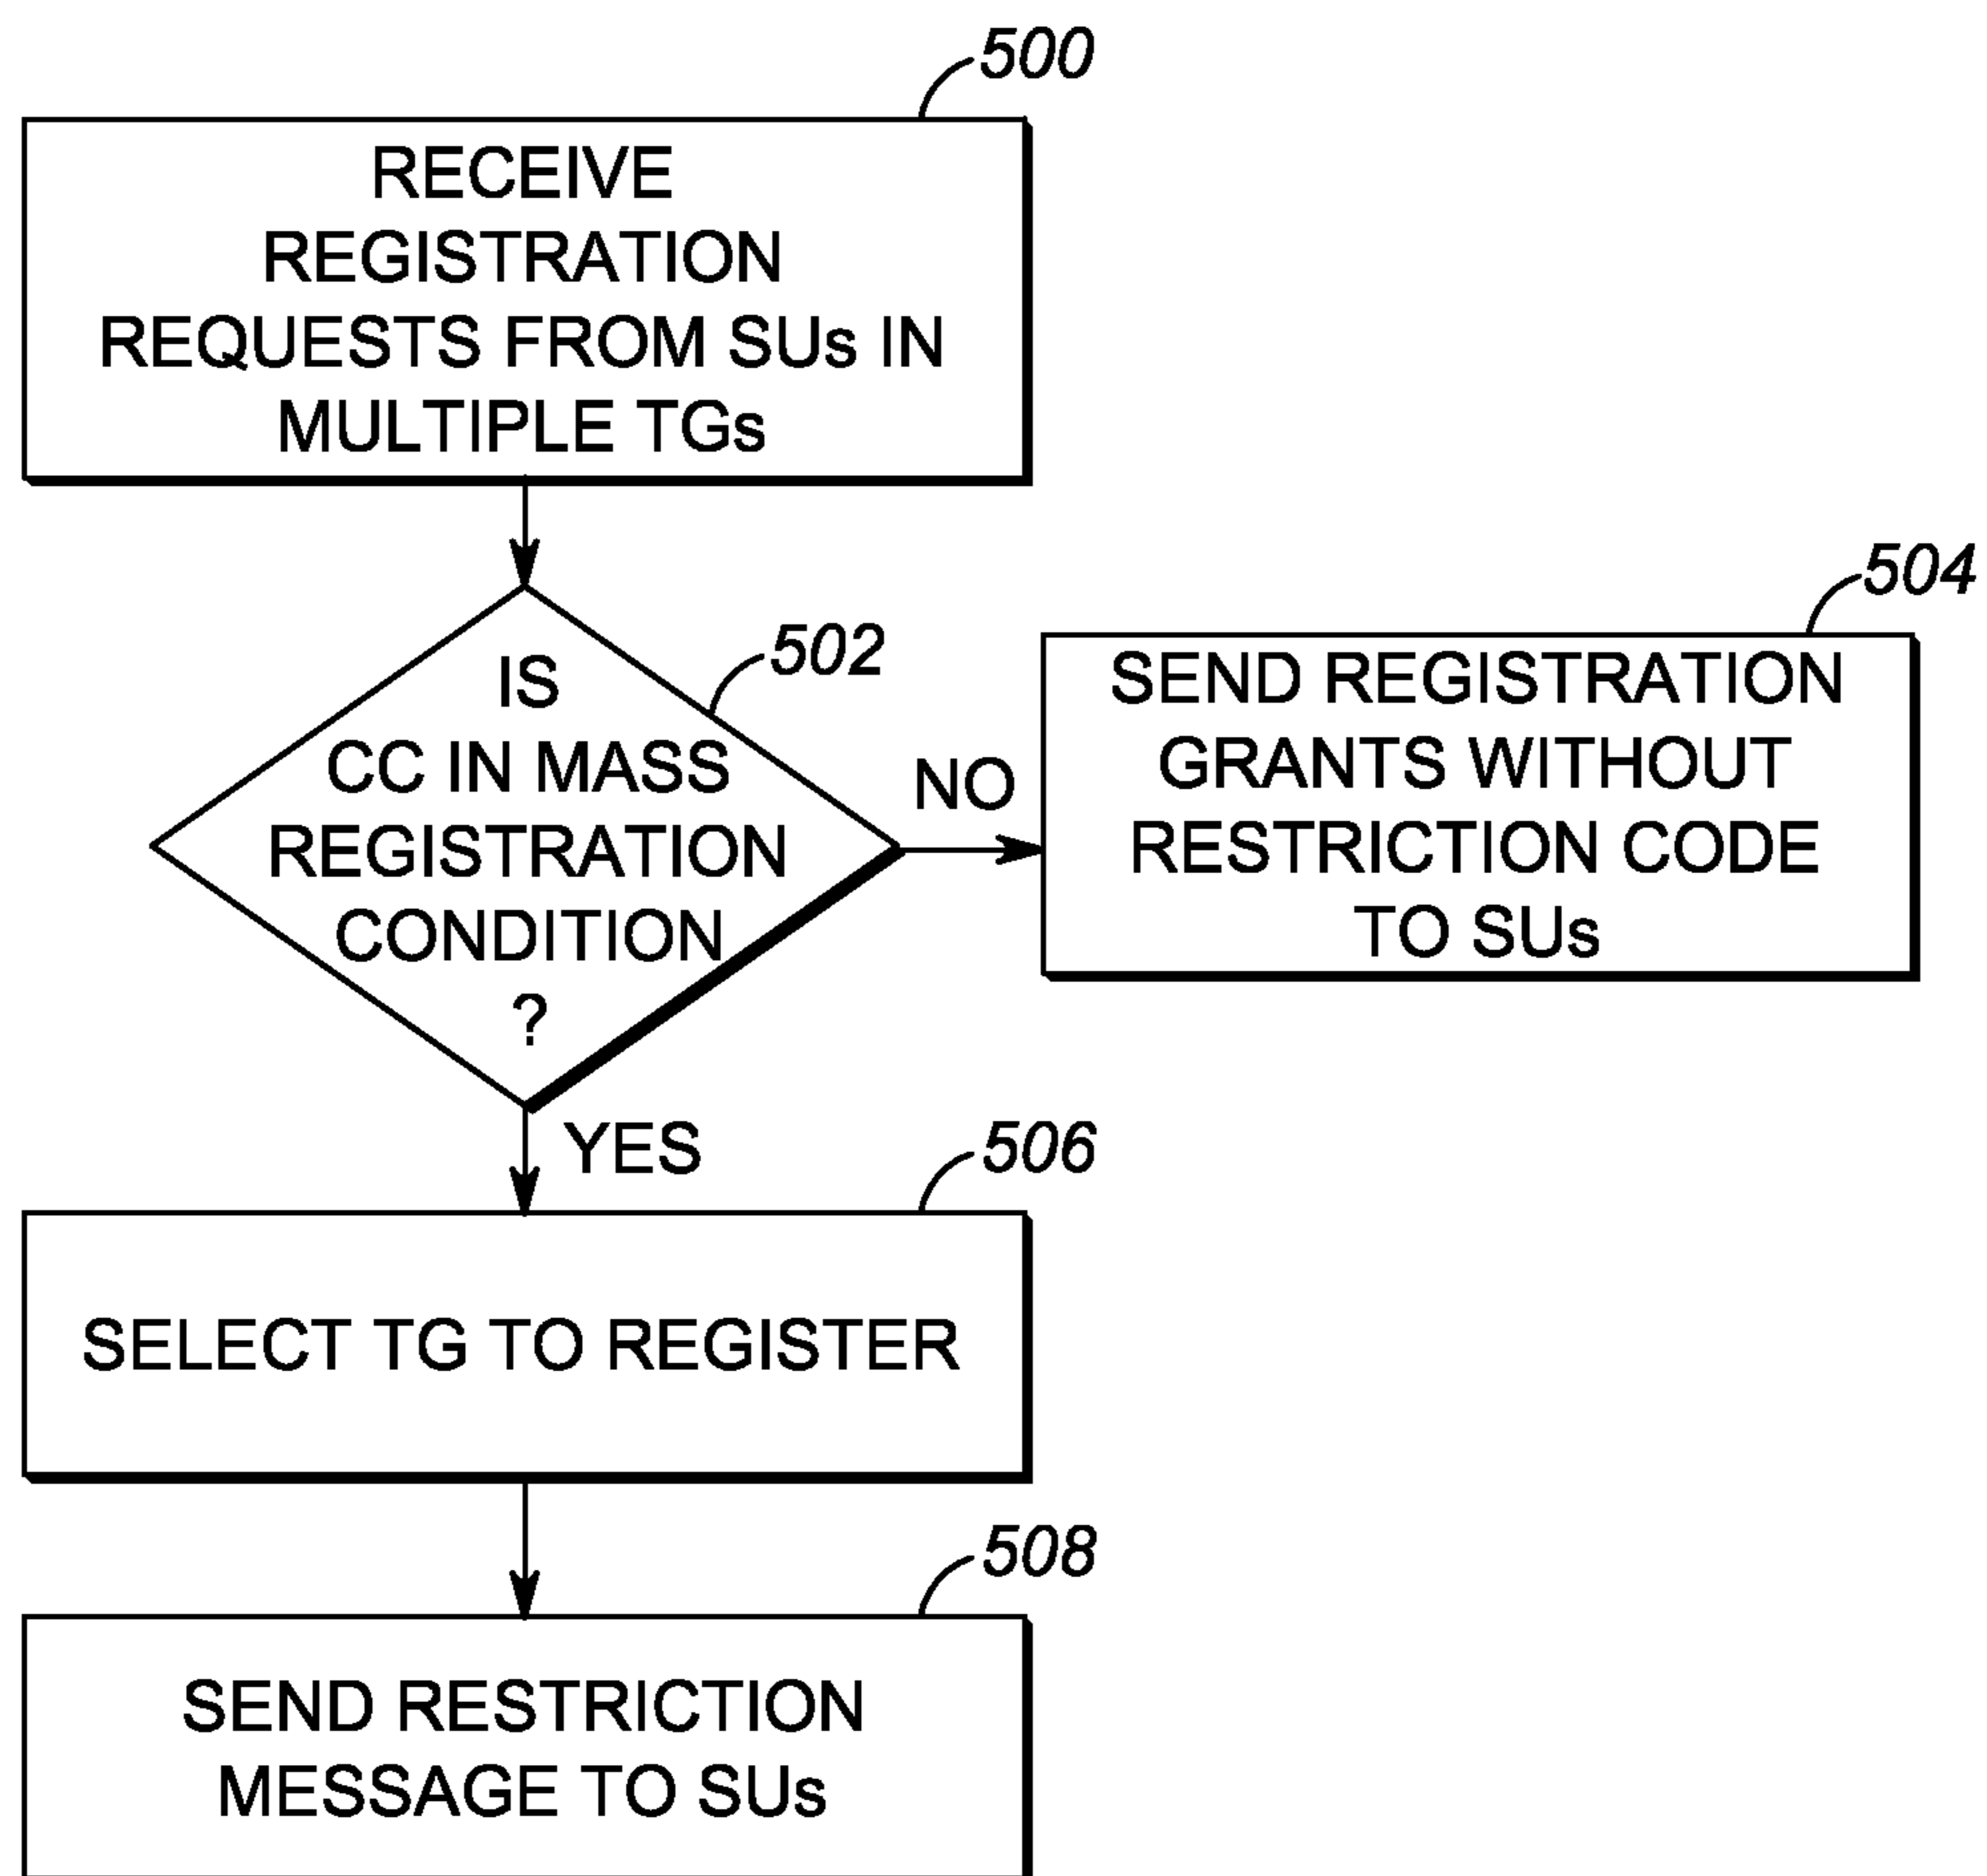 500
RECEIVE
REGISTRATION
REQUESTS FROM SUs IN
MULTIPLE TGs
502
IS
CC IN MASS
REGISTRATION
CONDITION
?
NO
504
SEND REGISTRATION
GRANTS WITHOUT
RESTRICTION CODE
TO SUs
YES
506
SELECT TG TO REGISTER
508
SEND RESTRICTION
MESSAGE TO SUs